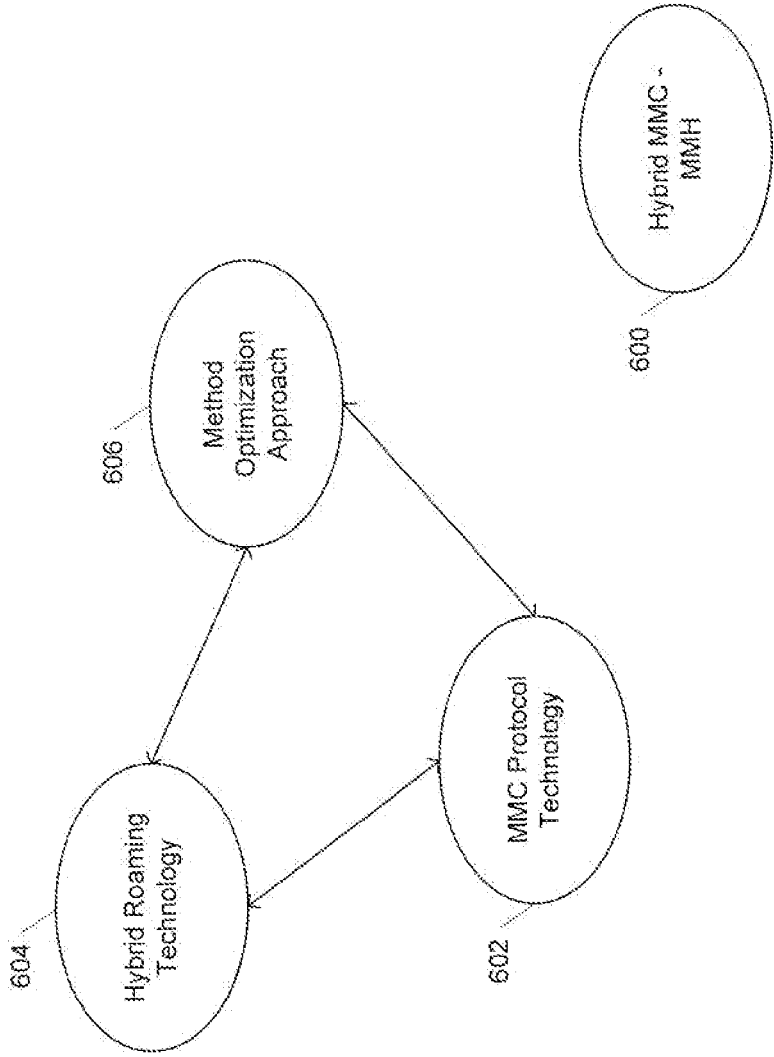 604
Hybrid Roaming
Technology
606
Method
Optimization
Approach
602
MMC Protocol
Technology
600
Hybrid MMC -
MMH